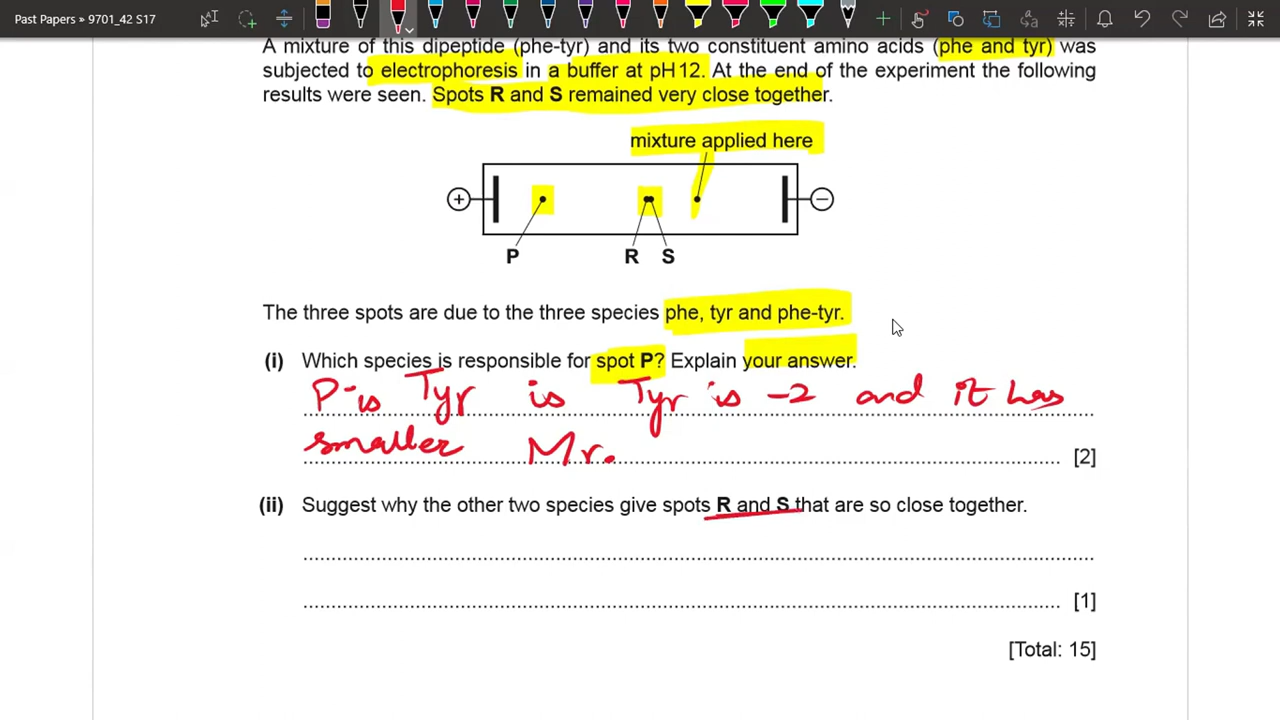 Past Papers • 9701_42 S17
A mixture of this dipeptide (phe-tyr) and its two constituent amino acids (phe and tyr) was
subjected to electrophoresis in a buffer at pH 12. At the end of the experiment the following
results were seen. Spots R and S remained very close together.
mixture applied here
+ −
P R S
The three spots are due to the three species phe, tyr and phe-tyr.
(i) Which species is responsible for spot P? Explain your answer.
P is Tyr is Tyr is -2 and it has
smaller Mr.
[2]
(ii) Suggest why the other two species give spots R and S that are so close together.
[1]
[Total: 15]